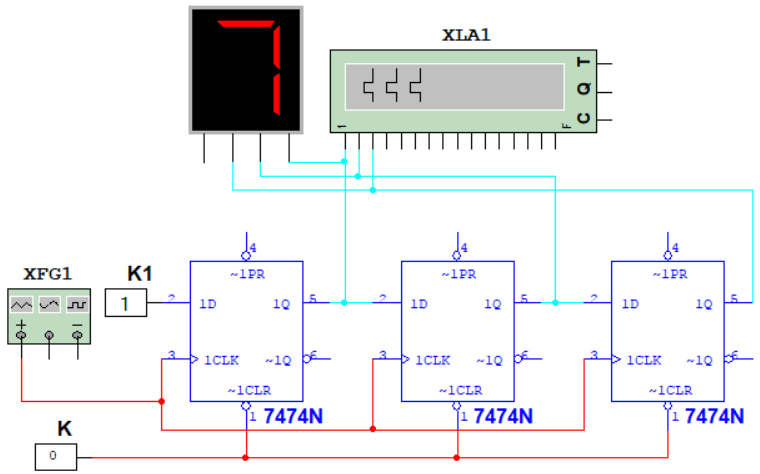 7
XLA1
T
Q
C
1
F
XFG1
+
−
K1
1
4
~1PR
2
1D
1Q
5
3
1CLK
~1Q
6
~1CLR
1
7474N
4
~1PR
2
1D
1Q
5
3
1CLK
~1Q
6
~1CLR
1
7474N
4
~1PR
2
1D
1Q
5
3
1CLK
~1Q
6
~1CLR
1
7474N
K
0